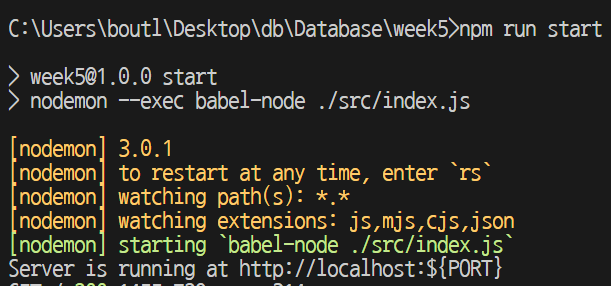 C:\Users\boutl\Desktop\db\Database\week5>npm run start
> week5@1.0.0 start
> nodemon --exec babel-node ./src/index.js
[nodemon] 3.0.1
[nodemon] to restart at any time, enter `rs`
[nodemon] watching path(s): *.*
[nodemon] watching extensions: js,mjs,cjs,json
[nodemon] starting `babel-node ./src/index.js`
Server is running at http://localhost:${PORT}